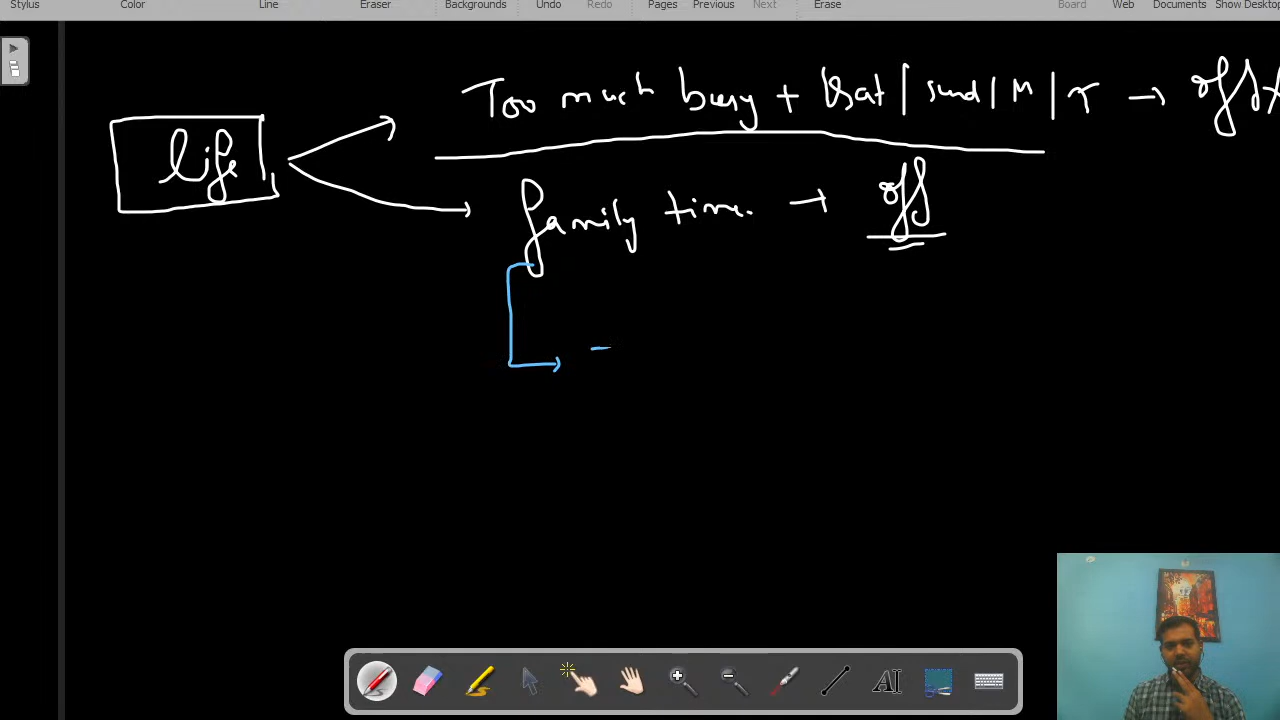 Stylus Color Line Eraser Backgrounds Undo Redo Pages Previous Next Erase Board Web Documents Show Desktop
Too much busy + Sat | Sund | M | T → off x
life
family time. → off